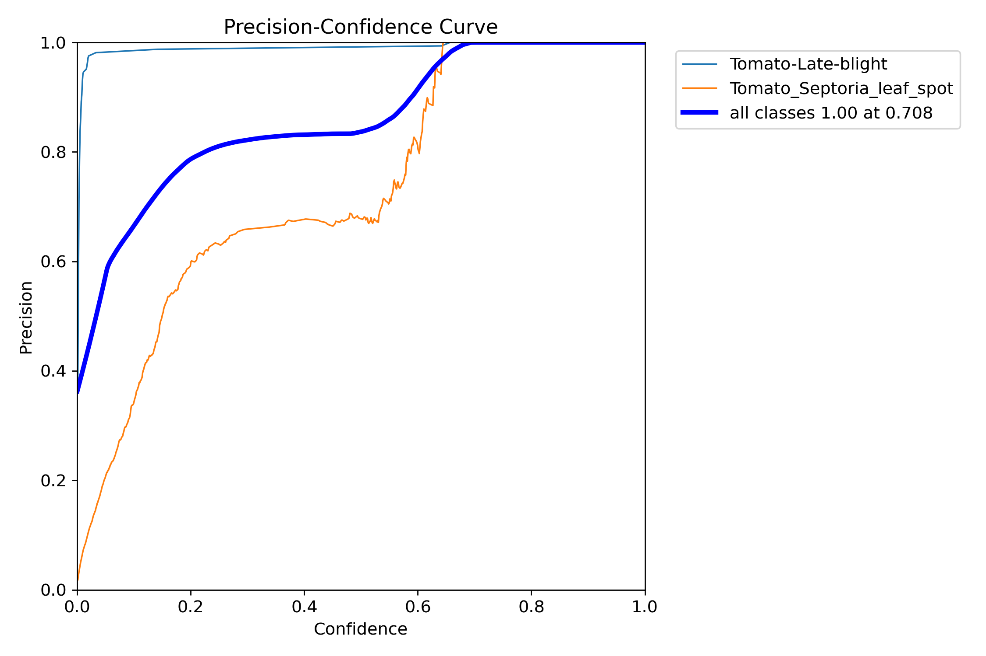 Precision-Confidence Curve
Tomato-Late-blight
Tomato_Septoria_leaf_spot
all classes 1.00 at 0.708
Precision
1.0
0.8
0.6
0.4
0.2
0.0
0.0 0.2 0.4 0.6 0.8 1.0
Confidence